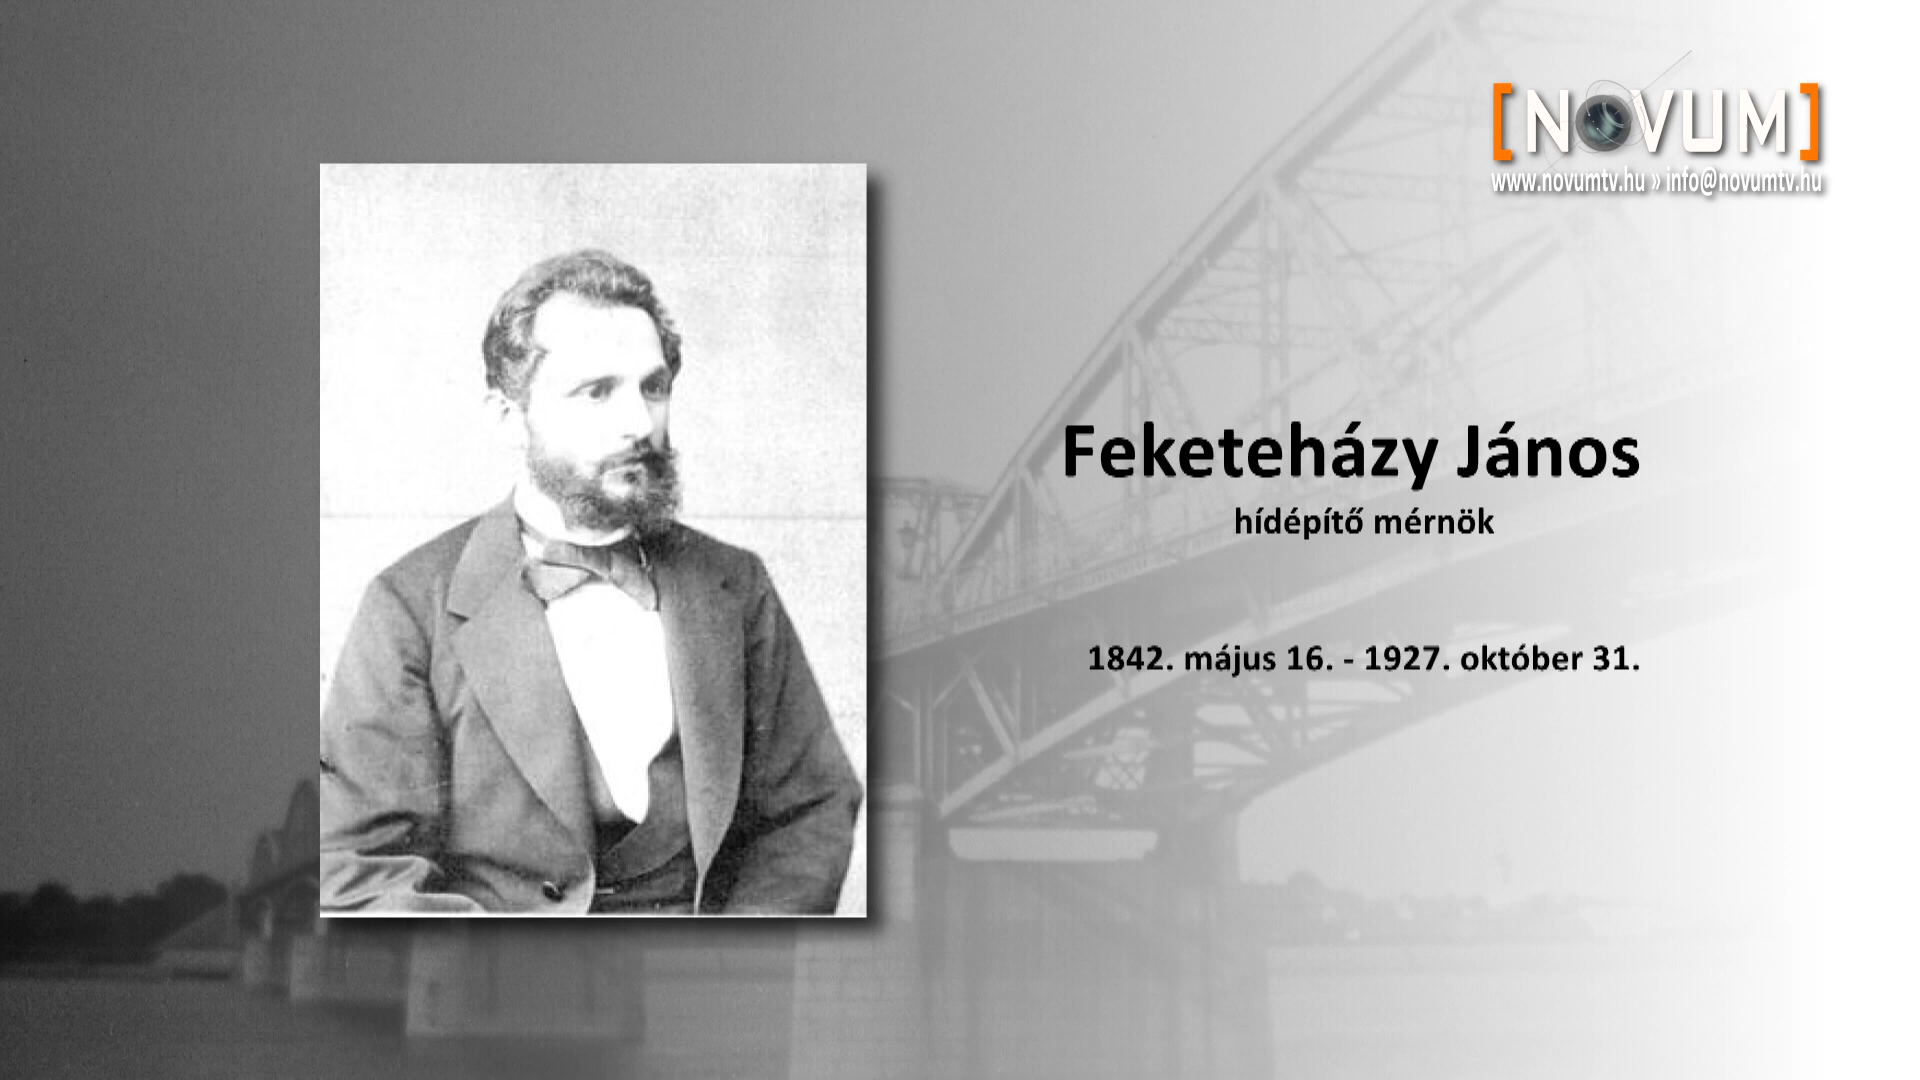 [NOVUM]
www.novumtv.hu » info@novumtv.hu
Feketeházy János
hídépítő mérnök
1842. május 16. - 1927. október 31.